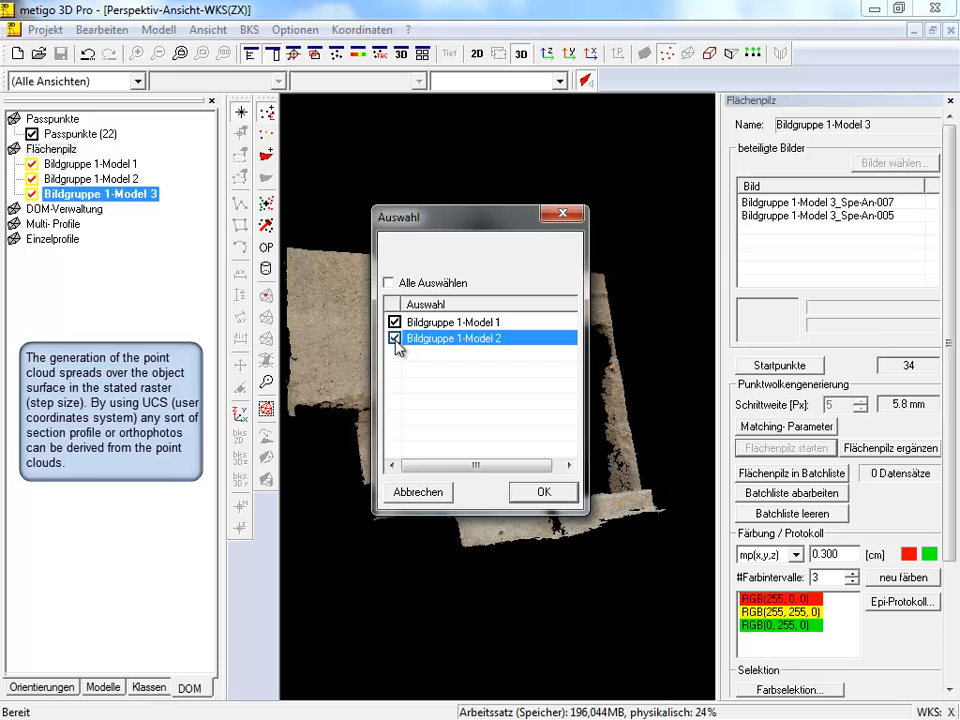 metigo 3D Pro - [Perspektiv-Ansicht-WKS(ZX)]
Projekt Bearbeiten Modell Ansicht BKS Optionen Koordinaten ?
Tief 2D 3D
(Alle Ansichten)
Passpunkte
Passpunkte (22)
Flächenpilz
Bildgruppe 1-Model 1
Bildgruppe 1-Model 2
Bildgruppe 1-Model 3
DOM-Verwaltung
Multi- Profile
Einzelprofile
The generation of the point
cloud spreads over the object
surface in the stated raster
(step size). By using UCS (user
coordinates system) any sort of
section profile or orthophotos
can be derived from the point
clouds.
Orientierungen Modelle Klassen DOM
OP
bks
2D
bks
3D
bks
3D
Auswahl
Alle Auswählen
Auswahl
Bildgruppe 1-Model 1
Bildgruppe 1-Model 2
Abbrechen OK
Flächenpilz
Name: Bildgruppe 1-Model 3
beteiligte Bilder
Bilder wählen...
Bild
Bildgruppe 1-Model 3_Spe-An-007
Bildgruppe 1-Model 3_Spe-An-005
Startpunkte 34
Punktwolkengenerierung
Schrittweite [Px]: 5 5.8 mm
Matching- Parameter
Flächenpilz starten Flächenpilz ergänzen
Flächenpilz in Batchliste 0 Datensätze
Batchliste abarbeiten
Batchliste leeren
Färbung / Protokoll
mp(x,y,z) 0.300 [cm]
#Farbintervalle: 3 neu färben
RGB(255, 0, 0)
RGB(255, 255, 0)
RGB(0, 255, 0)
Epi-Protokoll...
Selektion
Farbselektion...
Bereit
Arbeitssatz (Speicher): 196,044MB, physikalisch: 24% WKS: X